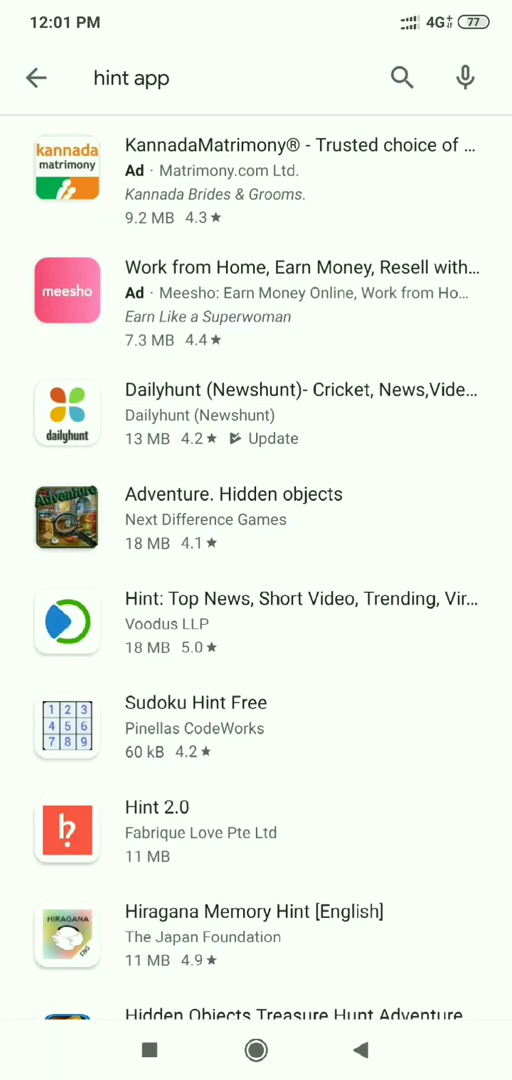 12:01 PM
4G
77
hint app
kannada
matrimony
KannadaMatrimony® - Trusted choice of ...
Ad · Matrimony.com Ltd.
Kannada Brides & Grooms.
9.2 MB 4.3★
meesho
Work from Home, Earn Money, Resell with...
Ad · Meesho: Earn Money Online, Work from Ho...
Earn Like a Superwoman
7.3 MB 4.4★
dailyhunt
Dailyhunt (Newshunt)- Cricket, News,Vide...
Dailyhunt (Newshunt)
13 MB 4.2★ Update
Adventure
Adventure. Hidden objects
Next Difference Games
18 MB 4.1★
Hint: Top News, Short Video, Trending, Vir...
Voodus LLP
18 MB 5.0★
1 2 3
4 5 6
7 8 9
Sudoku Hint Free
Pinellas CodeWorks
60 kB 4.2★
Hint 2.0
Fabrique Love Pte Ltd
11 MB
HIRAGANA
ENG
Hiragana Memory Hint [English]
The Japan Foundation
11 MB 4.9★
Hidden Objects Treasure Hunt Adventure